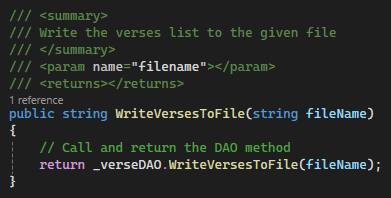 /// <summary>
/// Write the verses list to the given file
/// </summary>
/// <param name="filename"></param>
/// <returns></returns>
1 reference
public string WriteVersesToFile(string fileName)
{
// Call and return the DAO method
return _verseDAO.WriteVersesToFile(fileName);
}